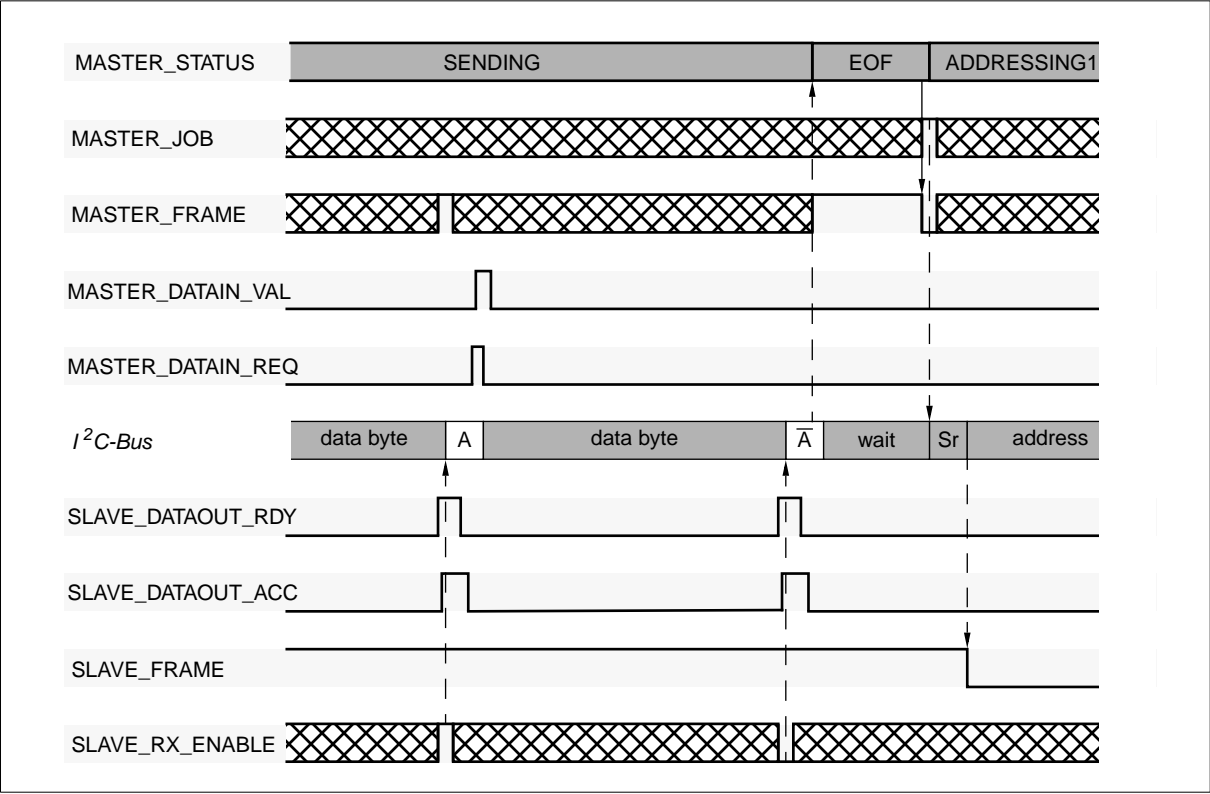 MASTER_STATUS SENDING EOF ADDRESSING1
MASTER_JOB
MASTER_FRAME
MASTER_DATAIN_VAL
MASTER_DATAIN_REQ
I²C-Bus data byte A data byte A̅ wait Sr address
SLAVE_DATAOUT_RDY
SLAVE_DATAOUT_ACC
SLAVE_FRAME
SLAVE_RX_ENABLE